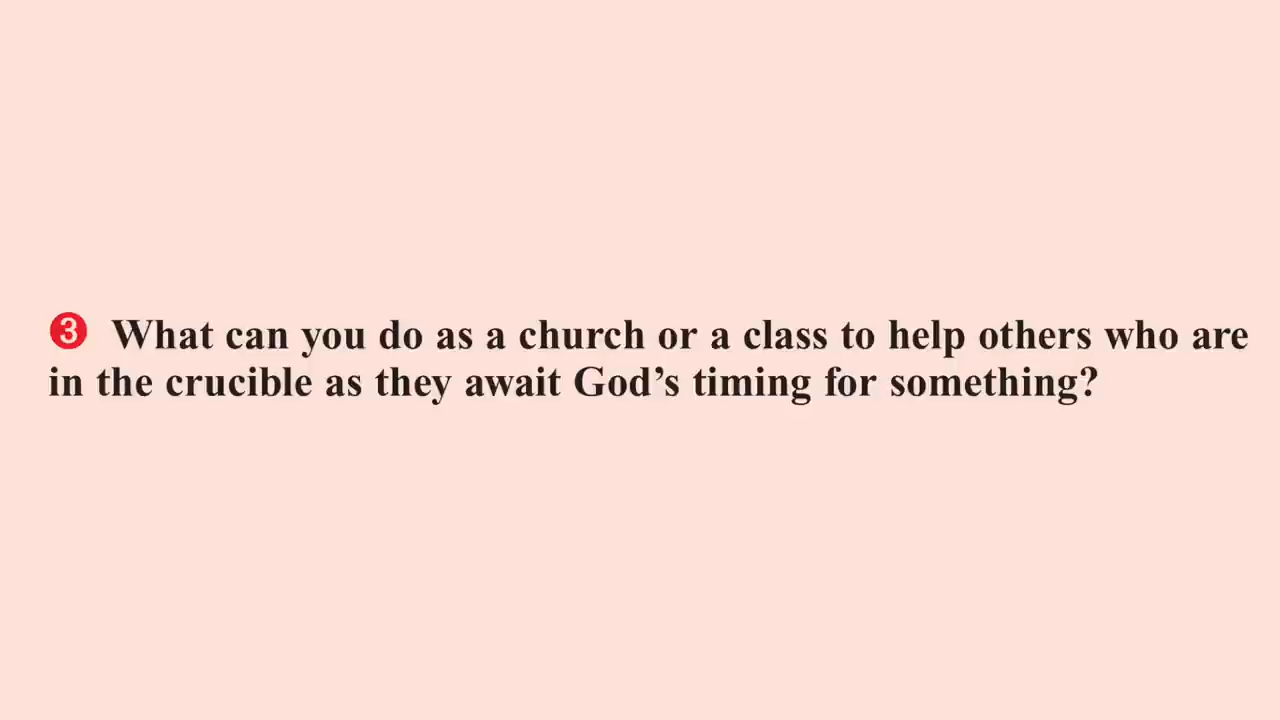 ❸ What can you do as a church or a class to help others who are
in the crucible as they await God’s timing for something?